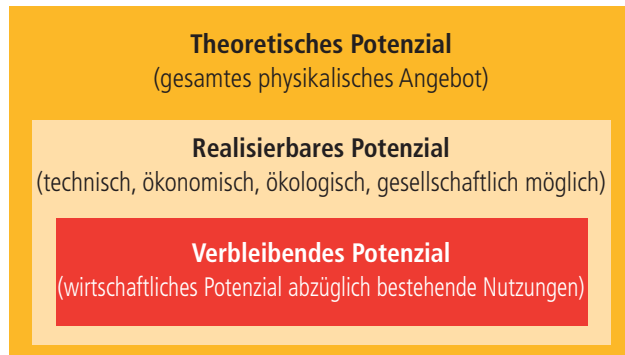 Theoretisches Potenzial
(gesamtes physikalisches Angebot)
Realisierbares Potenzial
(technisch, ökonomisch, ökologisch, gesellschaftlich möglich)
Verbleibendes Potenzial
(wirtschaftliches Potenzial abzüglich bestehende Nutzungen)